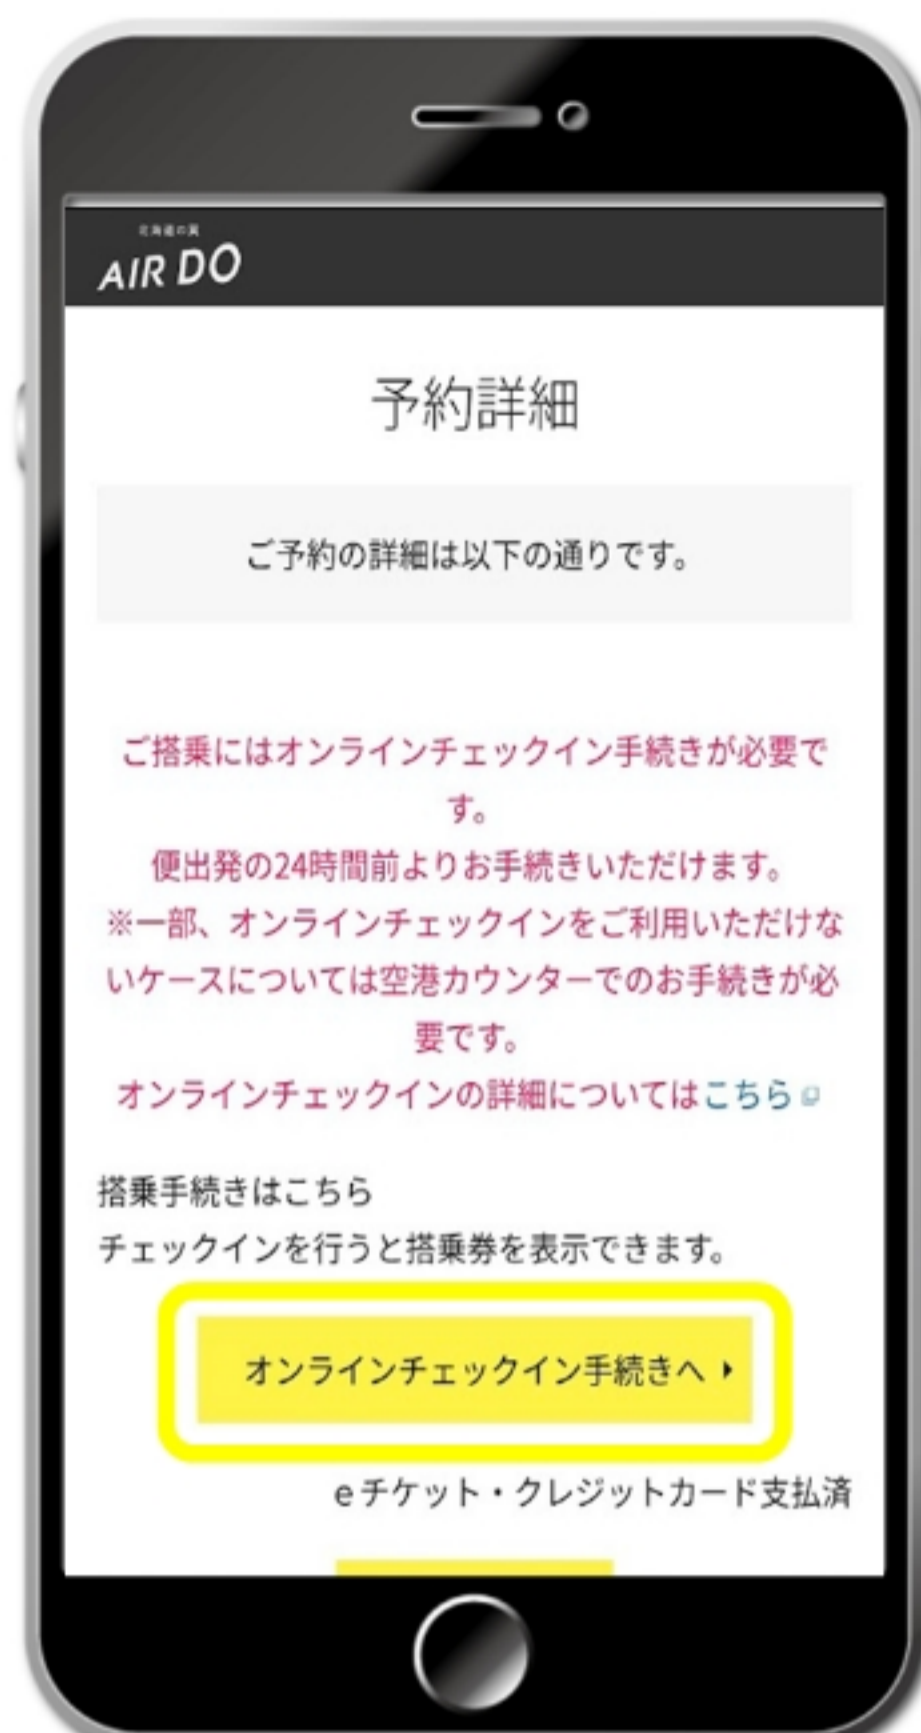 北海道の翼
AIR DO
予約詳細
ご予約の詳細は以下の通りです。
ご搭乗にはオンラインチェックイン手続きが必要で
す。
便出発の24時間前よりお手続きいただけます。
※一部、オンラインチェックインをご利用いただけな
いケースについては空港カウンターでのお手続きが必
要です。
オンラインチェックインの詳細についてはこちら
搭乗手続きはこちら
チェックインを行うと搭乗券を表示できます。
オンラインチェックイン手続きへ
eチケット・クレジットカード支払済